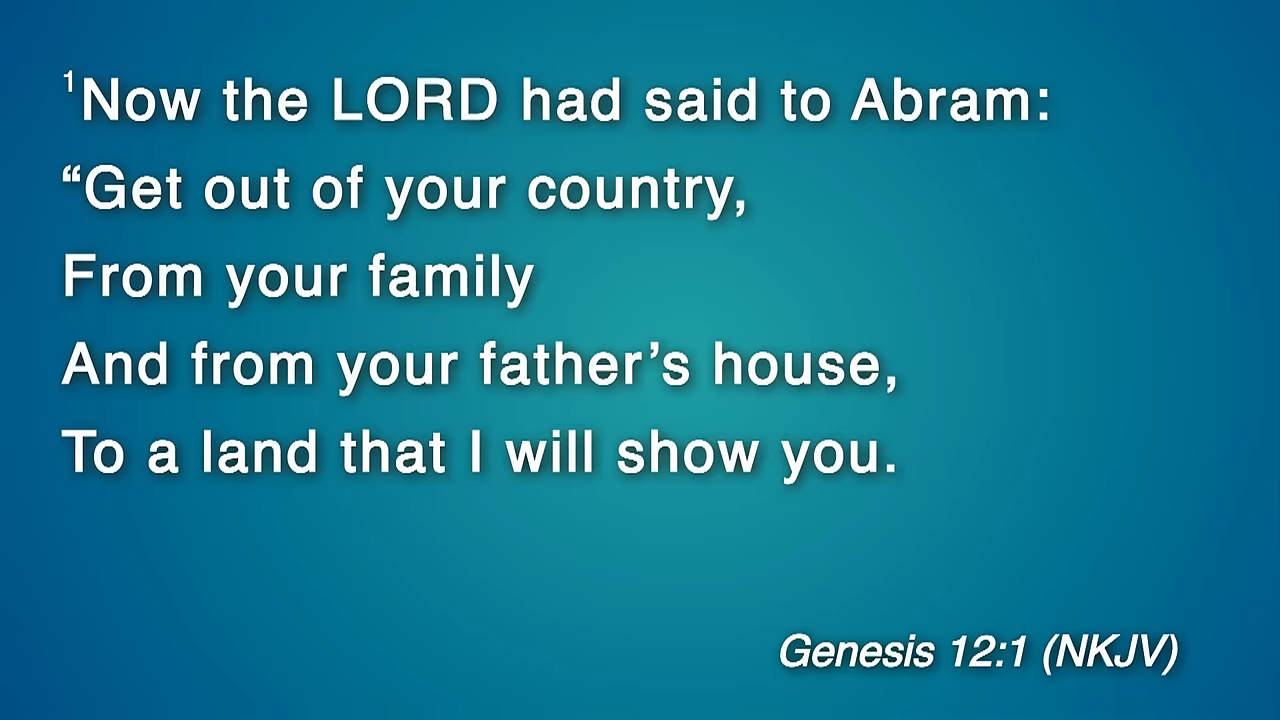 ¹Now the LORD had said to Abram:
“Get out of your country,
From your family
And from your father’s house,
To a land that I will show you.
Genesis 12:1 (NKJV)